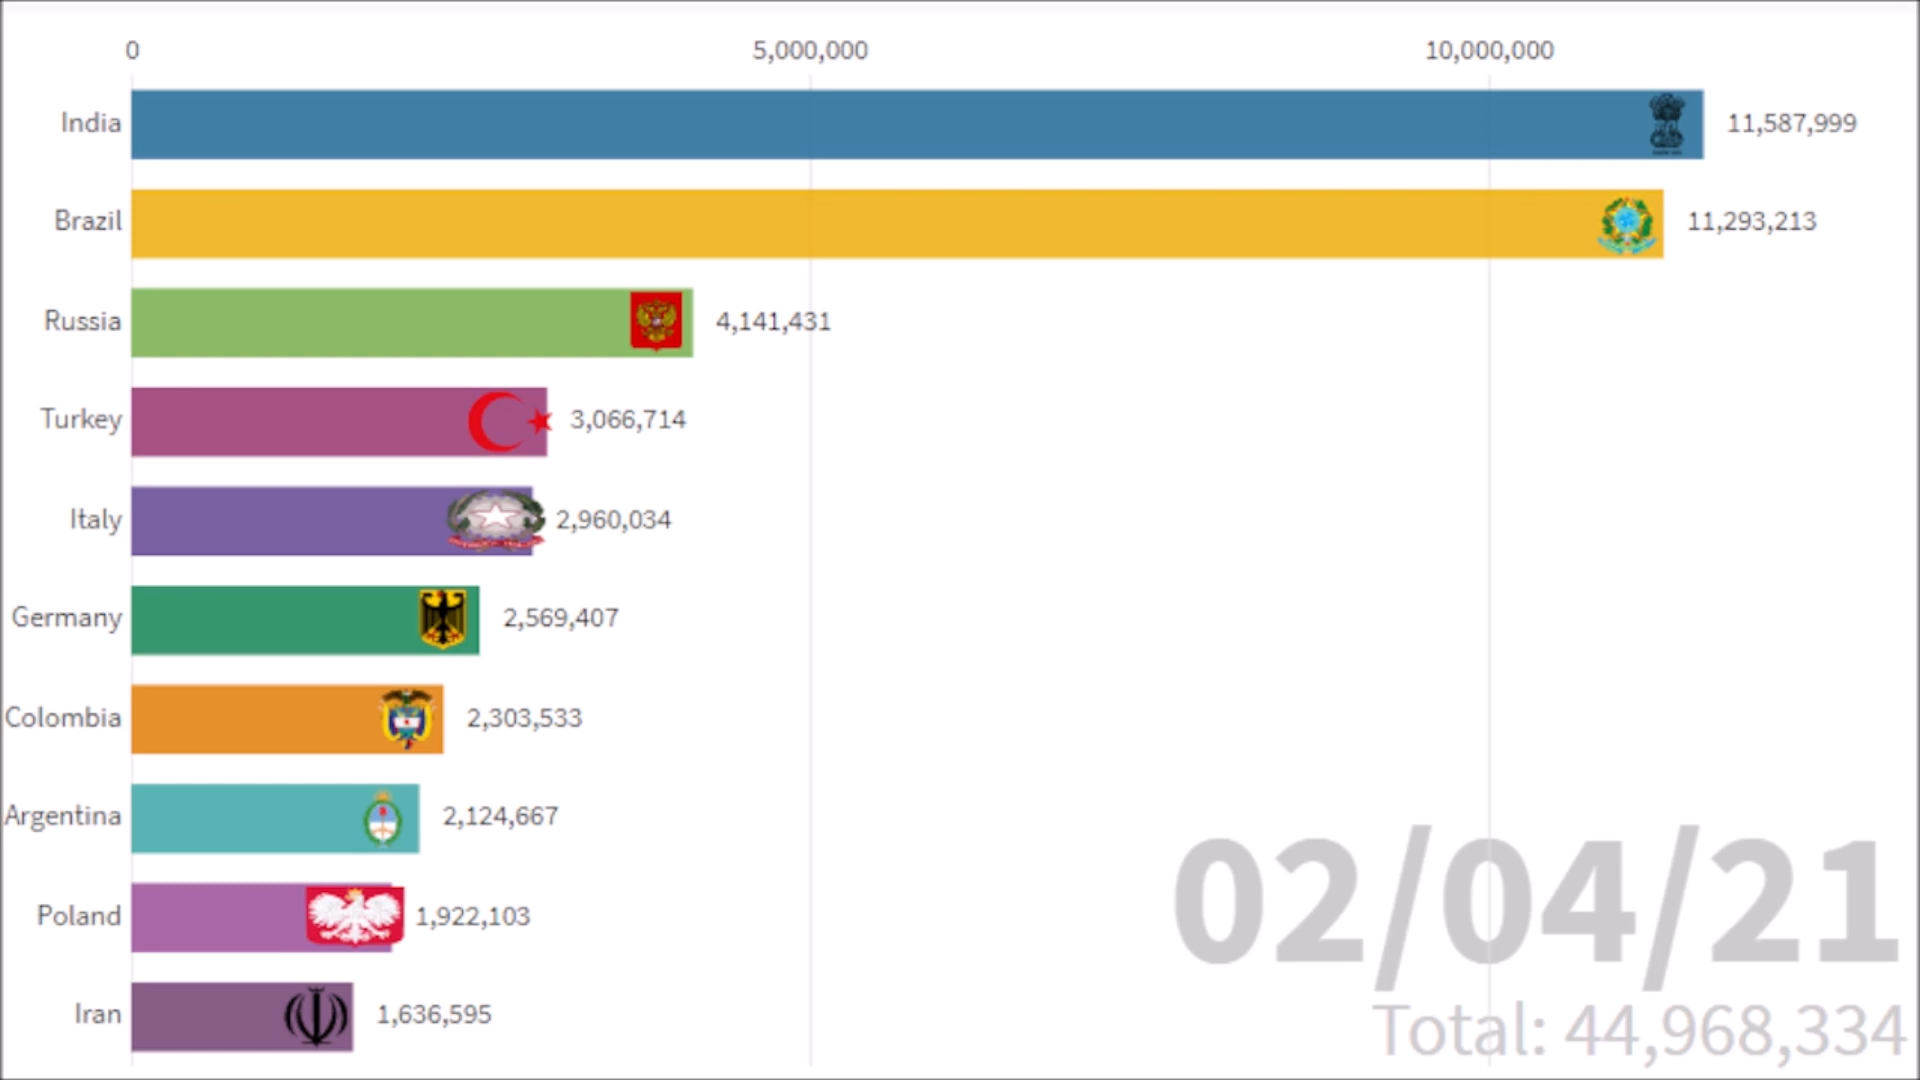 0 5,000,000 10,000,000
India 11,587,999
Brazil 11,293,213
Russia 4,141,431
Turkey 3,066,714
Italy 2,960,034
Germany 2,569,407
Colombia 2,303,533
Argentina 2,124,667
Poland 1,922,103
Iran 1,636,595
02/04/21
Total: 44,968,334